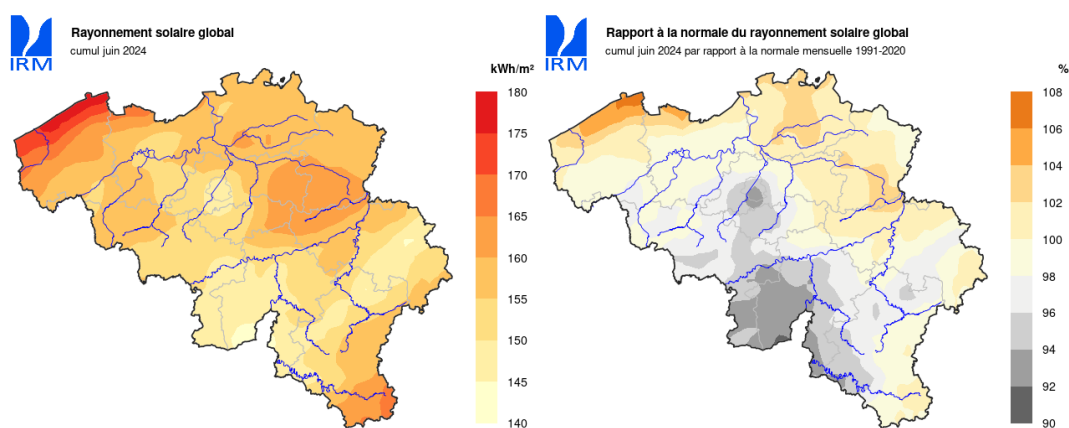 Rayonnement solaire global
cumul juin 2024
IRM
kWh/m²
180
175
170
165
160
155
150
145
140
Rapport à la normale du rayonnement solaire global
cumul juin 2024 par rapport à la normale mensuelle 1991-2020
IRM
%
108
106
104
102
100
98
96
94
92
90